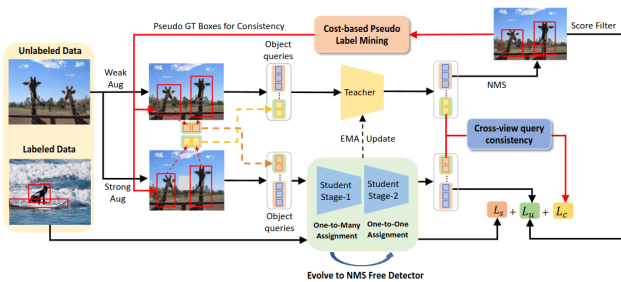 Unlabeled Data
Labeled Data
Weak
Aug
Strong
Aug
Pseudo GT Boxes for Consistency
Object
queries
Cost-based Pseudo
Label Mining
Score Filter
Teacher
NMS
EMA Update
Cross-view query
consistency
Student
Stage-1
Student
Stage-2
One-to-Many
Assignment
One-to-One
Assignment
Object
queries
L_s + L_u + L_c
Evolve to NMS Free Detector